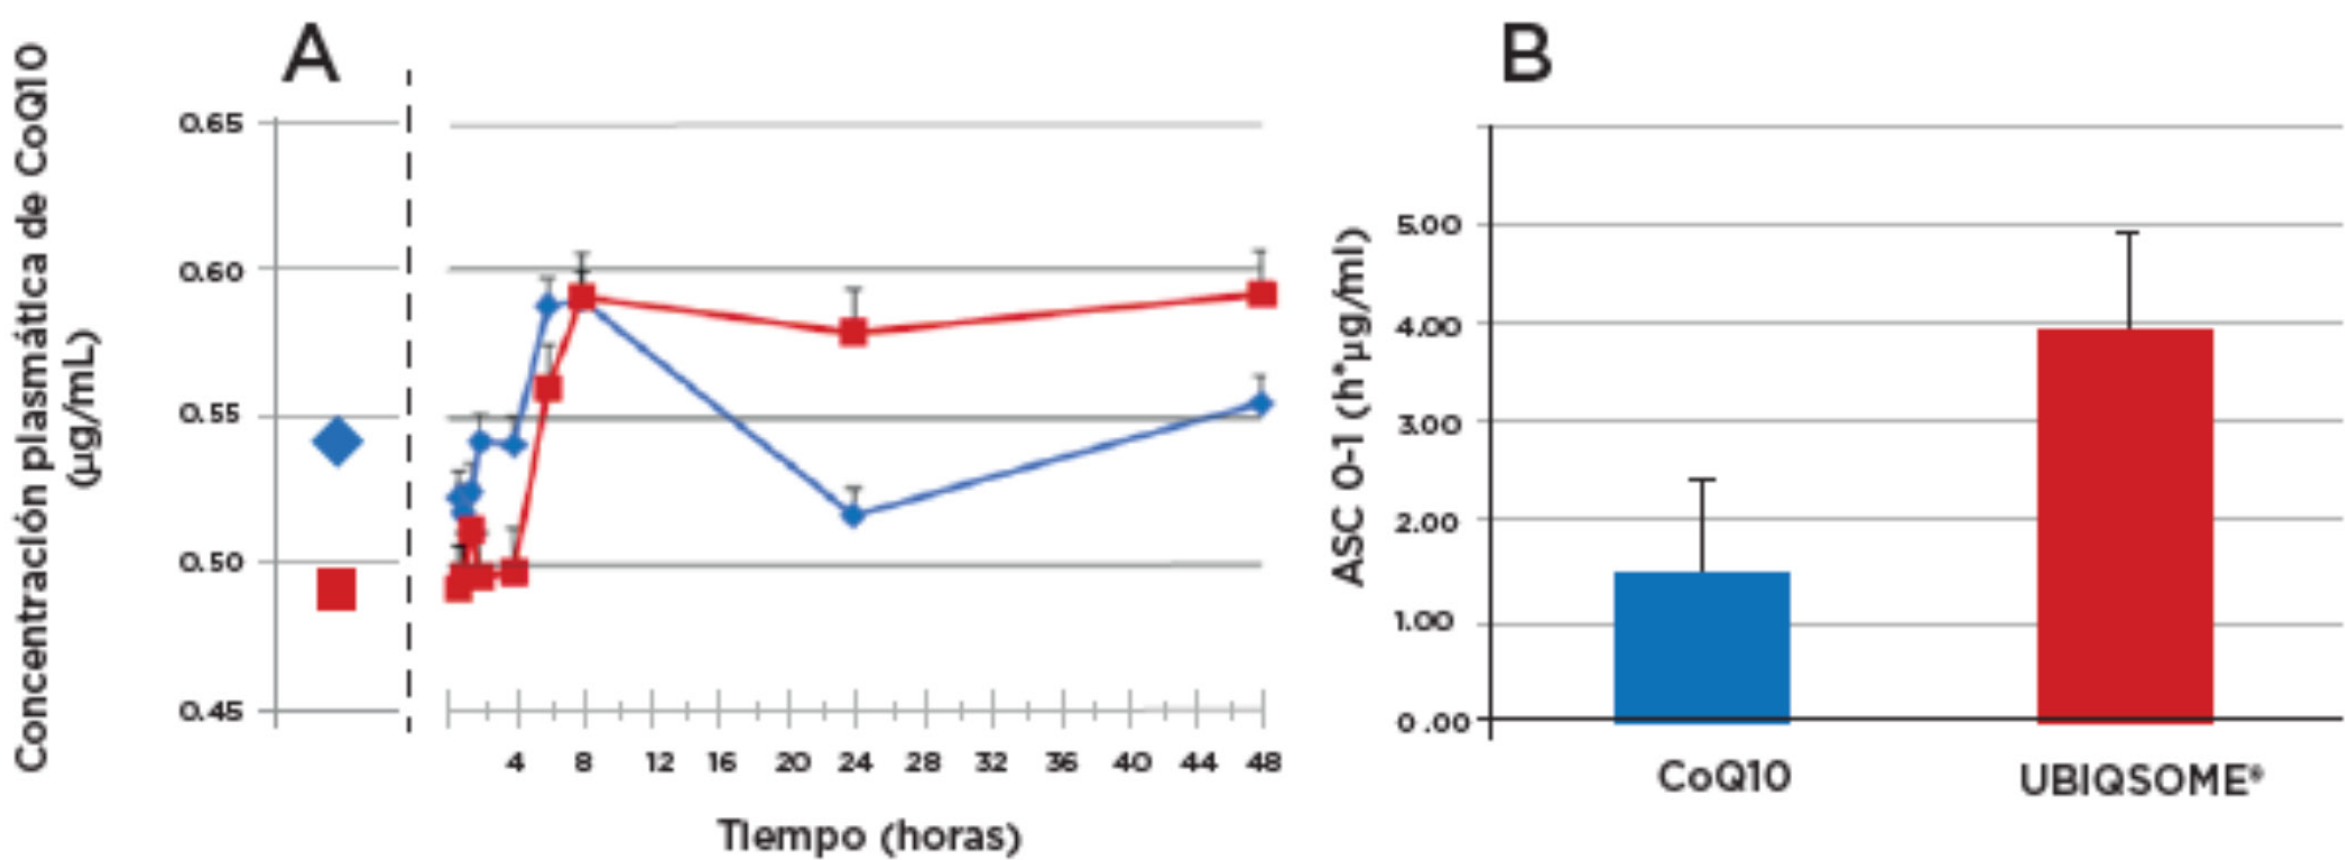 A
Concentración plasmática de CoQ10
(µg/mL)
0.65
0.60
0.55
0.50
0.45
4 8 12 16 20 24 28 32 36 40 44 48
Tiempo (horas)
B
ASC 0-1 (h*µg/ml)
5.00
4.00
3.00
2.00
1.00
0.00
CoQ10 UBIQSOME®